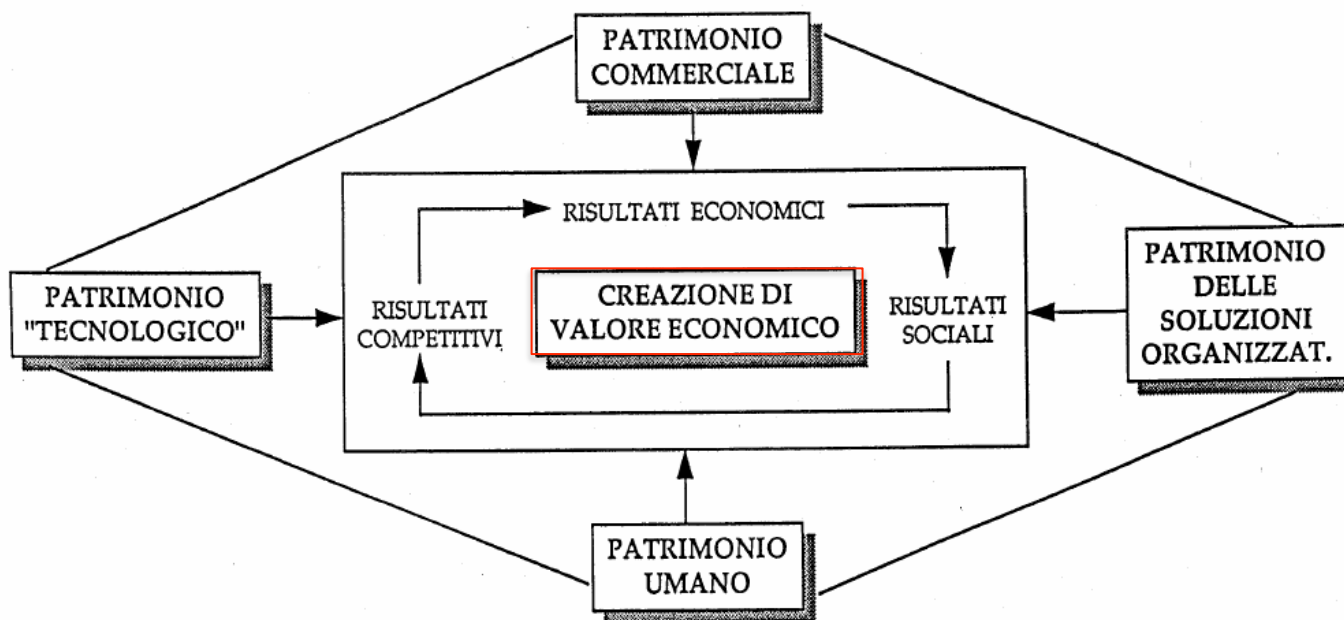 PATRIMONIO
COMMERCIALE
RISULTATI ECONOMICI
PATRIMONIO
"TECNOLOGICO"
RISULTATI
COMPETITIVI
CREAZIONE DI
VALORE ECONOMICO
RISULTATI
SOCIALI
PATRIMONIO
DELLE
SOLUZIONI
ORGANIZZAT.
PATRIMONIO
UMANO